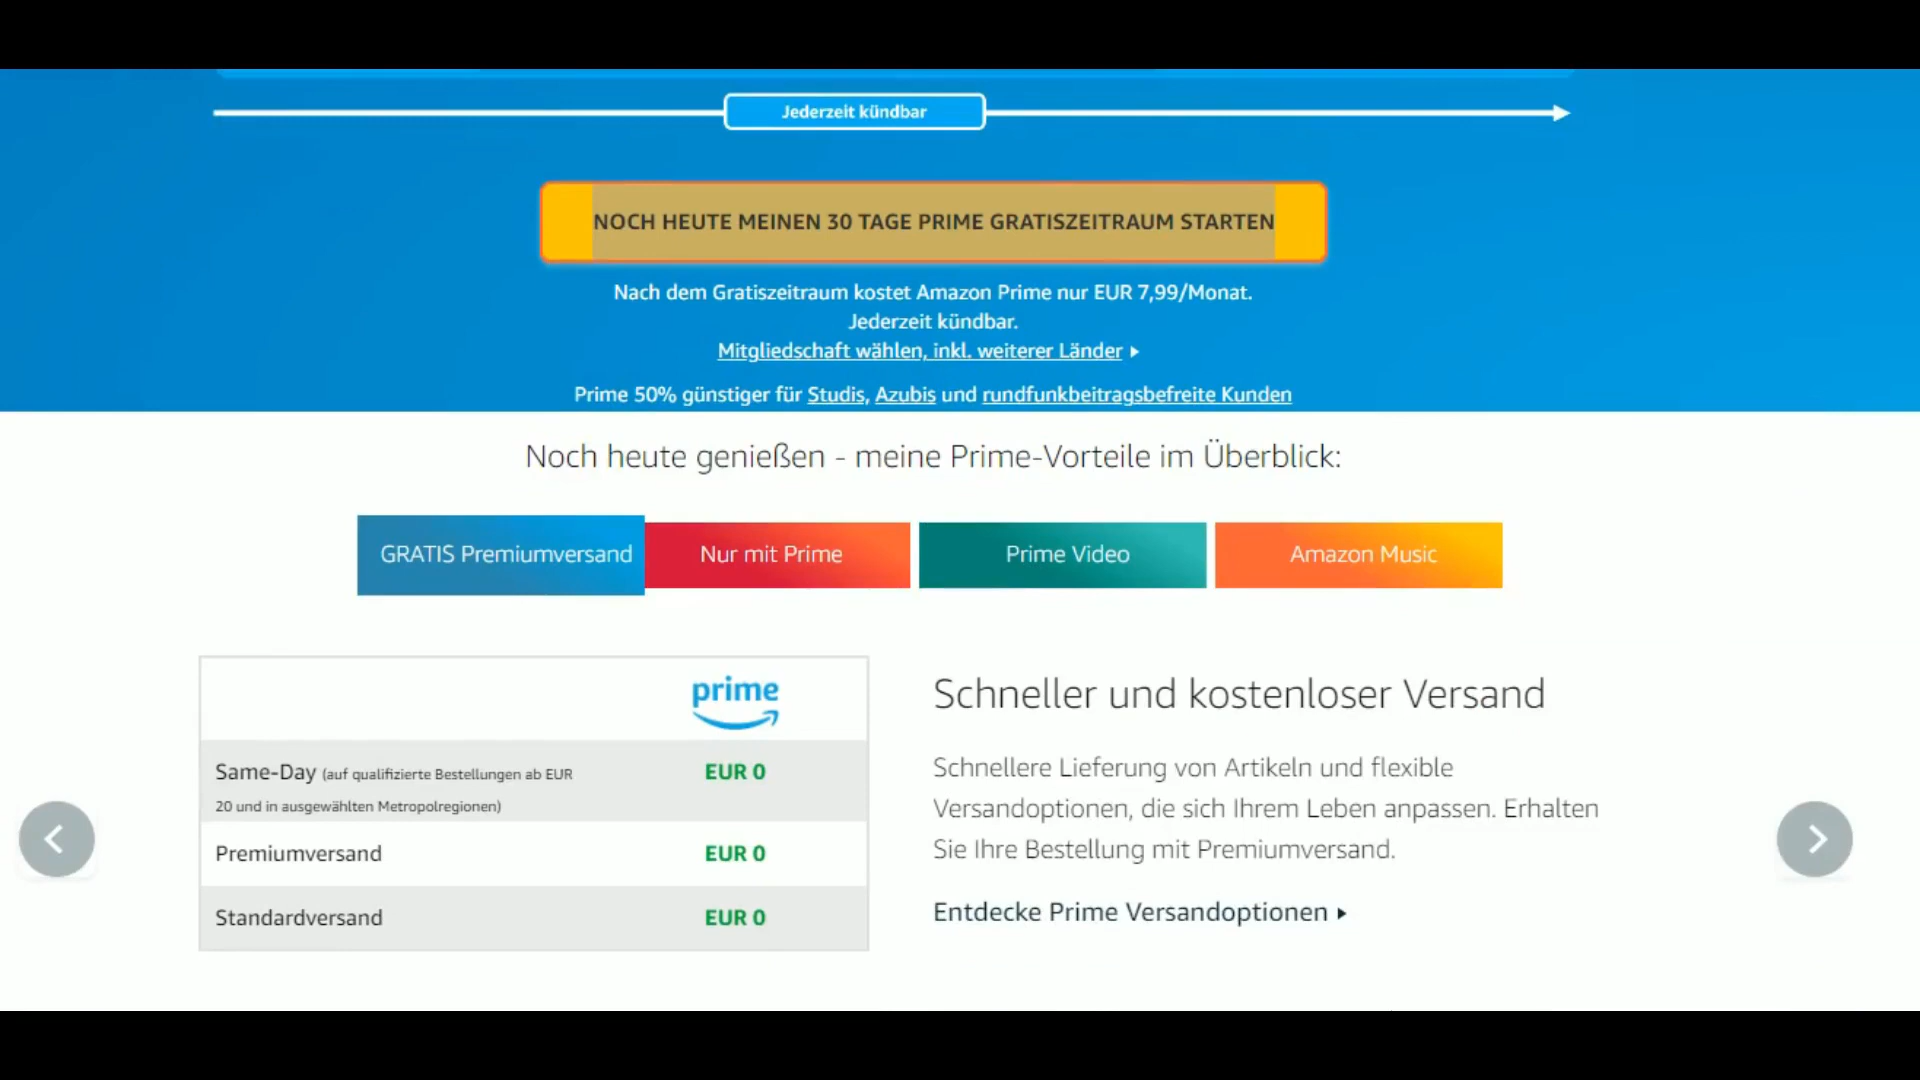 Jederzeit kündbar
NOCH HEUTE MEINEN 30 TAGE PRIME GRATISZEITRAUM STARTEN
Nach dem Gratiszeitraum kostet Amazon Prime nur EUR 7,99/Monat.
Jederzeit kündbar.
Mitgliedschaft wählen, inkl. weiterer Länder ▸
Prime 50% günstiger für Studis, Azubis und rundfunkbeitragsbefreite Kunden
Noch heute genießen - meine Prime-Vorteile im Überblick:
GRATIS Premiumversand
Nur mit Prime
Prime Video
Amazon Music
prime
Same-Day (auf qualifizierte Bestellungen ab EUR
20 und in ausgewählten Metropolregionen)
EUR 0
Premiumversand
EUR 0
Standardversand
EUR 0
Schneller und kostenloser Versand
Schnellere Lieferung von Artikeln und flexible
Versandoptionen, die sich Ihrem Leben anpassen. Erhalten
Sie Ihre Bestellung mit Premiumversand.
Entdecke Prime Versandoptionen ▸